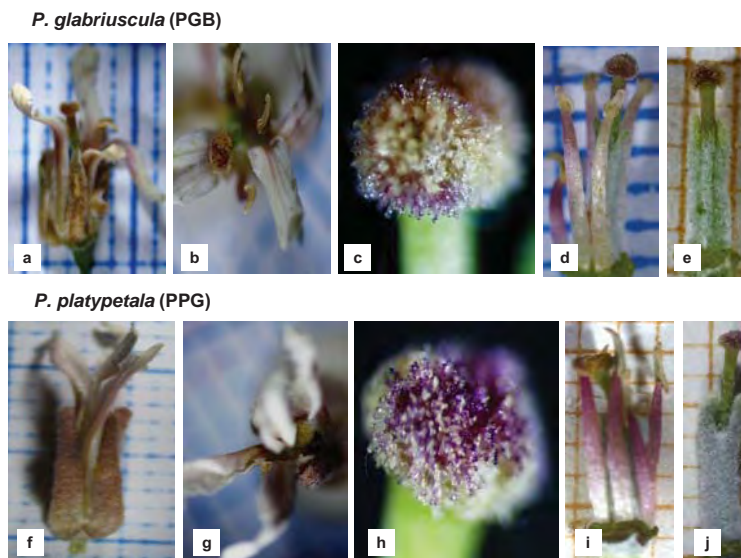 P. glabriuscula (PGB)
a
b
c
d
e
P. platypetala (PPG)
f
g
h
i
j